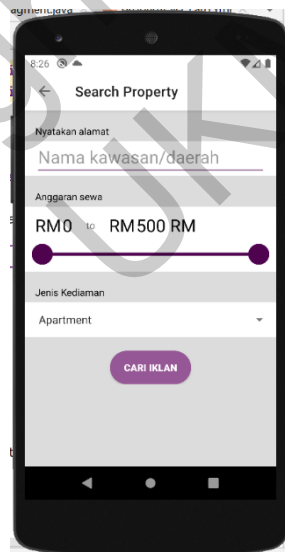 8:26
Search Property
Nyatakan alamat
Nama kawasan/daerah
Anggaran sewa
RM0 to RM500 RM
Jenis Kediaman
Apartment
CARI IKLAN